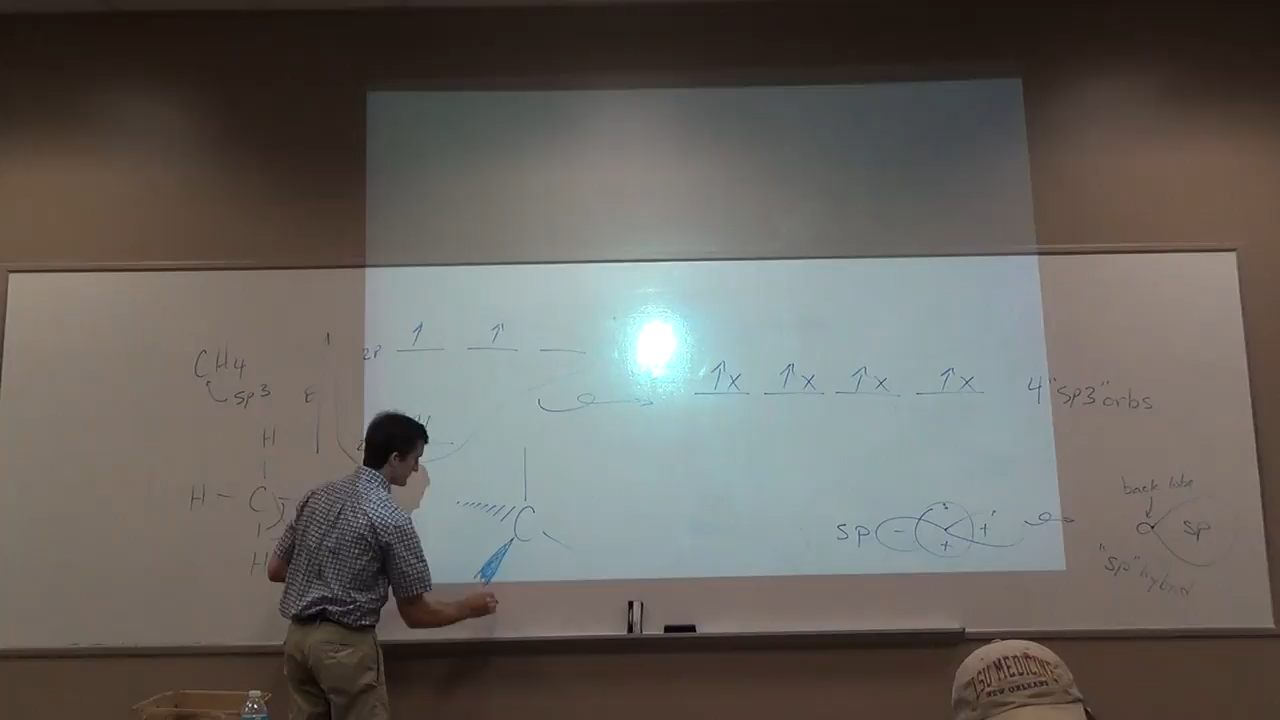 CH4
sp3
H
H - C
H
E
2P
4 "sp3" orbs
C
SP - + +
back lobe
SP
"sp" hybrid
LSU MEDICINE
NEW ORLEANS